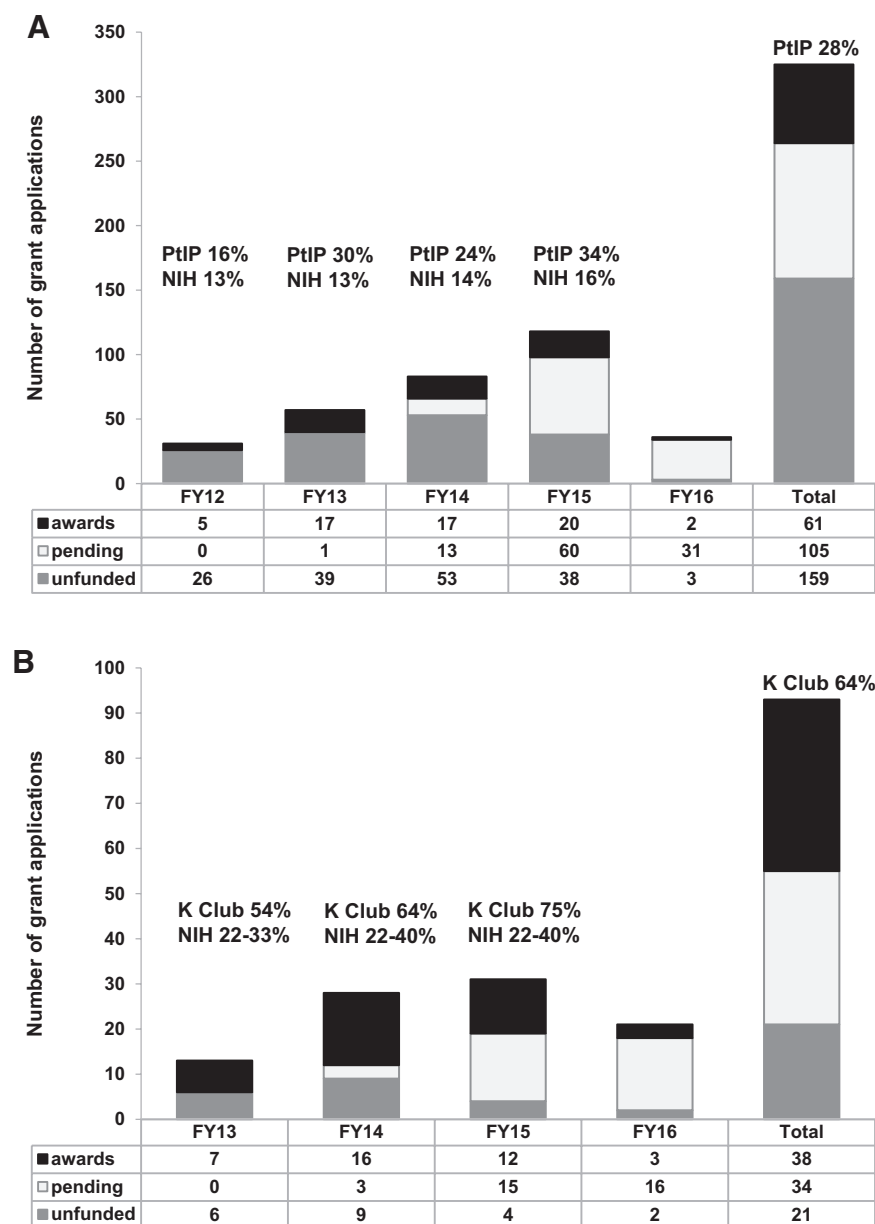 A
350
300
250
200
150
100
50
0
Number of grant applications
PtIP 16%
NIH 13%
PtIP 30%
NIH 13%
PtIP 24%
NIH 14%
PtIP 34%
NIH 16%
PtIP 28%
FY12 FY13 FY14 FY15 FY16 Total
awards 5 17 17 20 2 61
pending 0 1 13 60 31 105
unfunded 26 39 53 38 3 159
B
100
90
80
70
60
50
40
30
20
10
0
Number of grant applications
K Club 54%
NIH 22-33%
K Club 64%
NIH 22-40%
K Club 75%
NIH 22-40%
K Club 64%
FY13 FY14 FY15 FY16 Total
awards 7 16 12 3 38
pending 0 3 15 16 34
unfunded 6 9 4 2 21